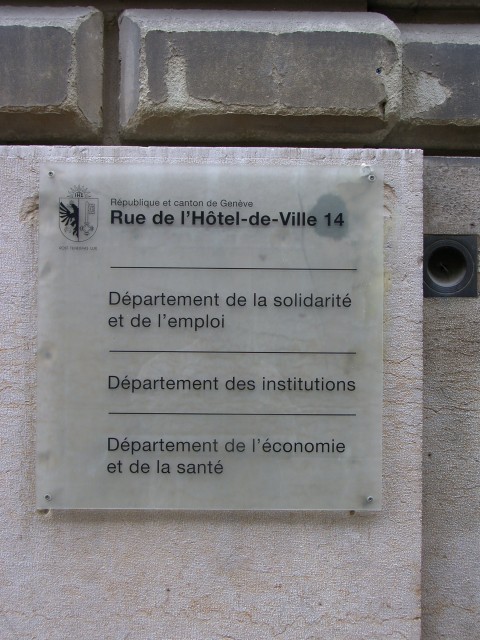 République et canton de Genève
Rue de l'Hôtel-de-Ville 14
Département de la solidarité
et de l'emploi
Département des institutions
Département de l'économie
et de la santé